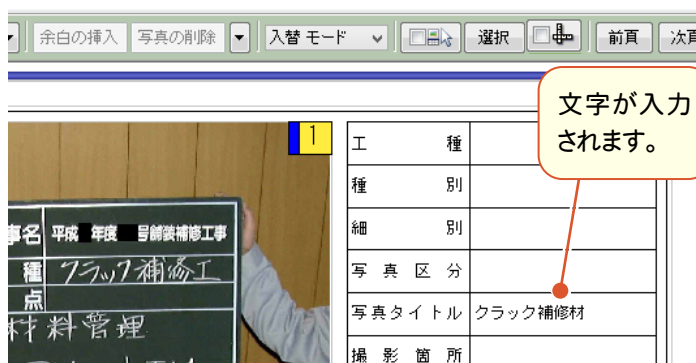 余白の挿入 写真の削除 入替 モード 選択 前頁 次頁
文字が入力
されます。
1
工種
種別
細別
写真区分
写真タイトル クラック補修材
撮影箇所
事名 平成 年度 号舗装補修工事
種 クラック補修工
点
材料管理